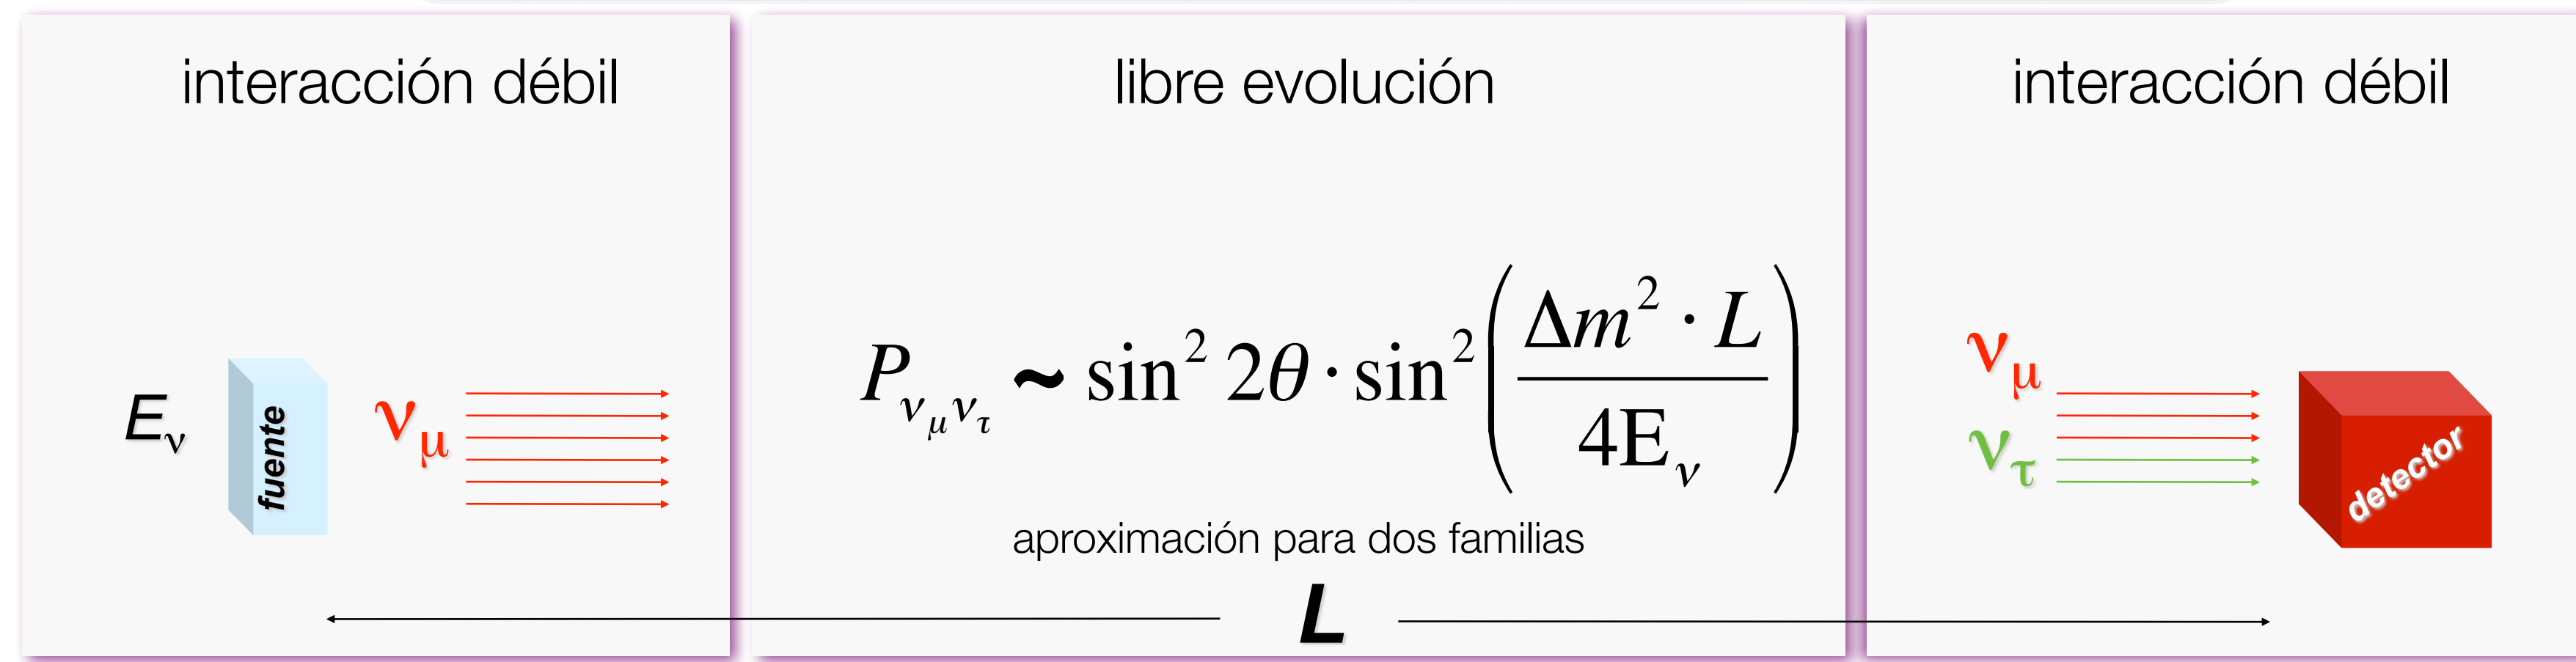 interacción débil
E_ν
fuente
ν_μ
libre evolución
P_{ν_μ ν_τ} ~ sin² 2θ · sin² (Δm² · L / 4E_ν)
aproximación para dos familias
L
interacción débil
ν_μ
ν_τ
detector